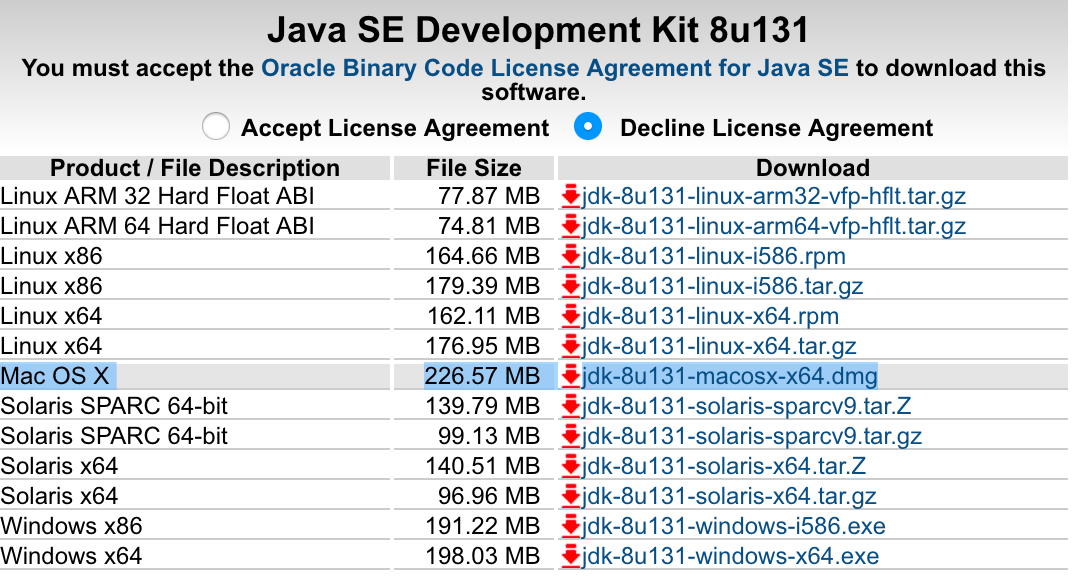 Java SE Development Kit 8u131
You must accept the Oracle Binary Code License Agreement for Java SE to download this
software.
Accept License Agreement Decline License Agreement
Product / File Description File Size Download
Linux ARM 32 Hard Float ABI 77.87 MB jdk-8u131-linux-arm32-vfp-hflt.tar.gz
Linux ARM 64 Hard Float ABI 74.81 MB jdk-8u131-linux-arm64-vfp-hflt.tar.gz
Linux x86 164.66 MB jdk-8u131-linux-i586.rpm
Linux x86 179.39 MB jdk-8u131-linux-i586.tar.gz
Linux x64 162.11 MB jdk-8u131-linux-x64.rpm
Linux x64 176.95 MB jdk-8u131-linux-x64.tar.gz
Mac OS X 226.57 MB jdk-8u131-macosx-x64.dmg
Solaris SPARC 64-bit 139.79 MB jdk-8u131-solaris-sparcv9.tar.Z
Solaris SPARC 64-bit 99.13 MB jdk-8u131-solaris-sparcv9.tar.gz
Solaris x64 140.51 MB jdk-8u131-solaris-x64.tar.Z
Solaris x64 96.96 MB jdk-8u131-solaris-x64.tar.gz
Windows x86 191.22 MB jdk-8u131-windows-i586.exe
Windows x64 198.03 MB jdk-8u131-windows-x64.exe